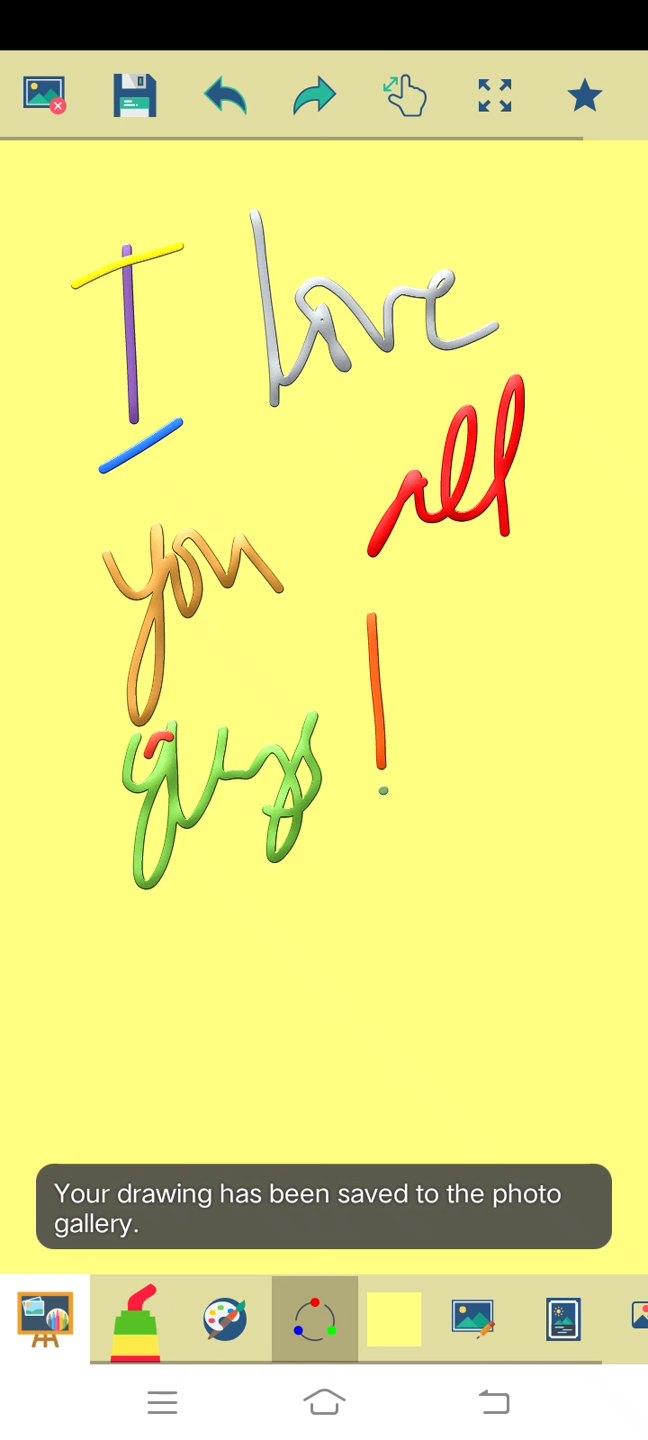 I love
all
you
guys !
Your drawing has been saved to the photo
gallery.